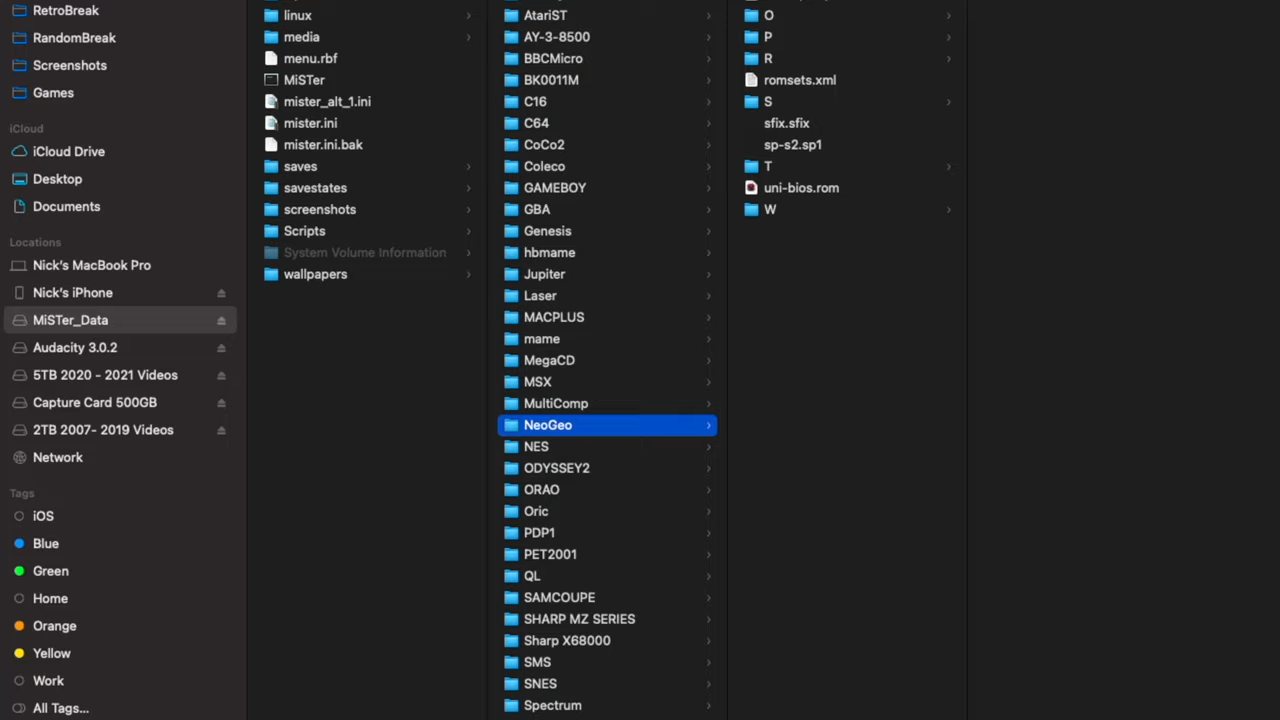 RetroBreak
RandomBreak
Screenshots
Games
iCloud
iCloud Drive
Desktop
Documents
Locations
Nick's MacBook Pro
Nick's iPhone
MiSTer_Data
Audacity 3.0.2
5TB 2020 - 2021 Videos
Capture Card 500GB
2TB 2007- 2019 Videos
Network
Tags
iOS
Blue
Green
Home
Orange
Yellow
Work
All Tags...
linux
media
menu.rbf
MiSTer
mister_alt_1.ini
mister.ini
mister.ini.bak
saves
savestates
screenshots
Scripts
System Volume Information
wallpapers
AtariST
AY-3-8500
BBCMicro
BK0011M
C16
C64
CoCo2
Coleco
GAMEBOY
GBA
Genesis
hbmame
Jupiter
Laser
MACPLUS
mame
MegaCD
MSX
MultiComp
NeoGeo
NES
ODYSSEY2
ORAO
Oric
PDP1
PET2001
QL
SAMCOUPE
SHARP MZ SERIES
Sharp X68000
SMS
SNES
Spectrum
O
P
R
romsets.xml
S
sfix.sfix
sp-s2.sp1
T
uni-bios.rom
W